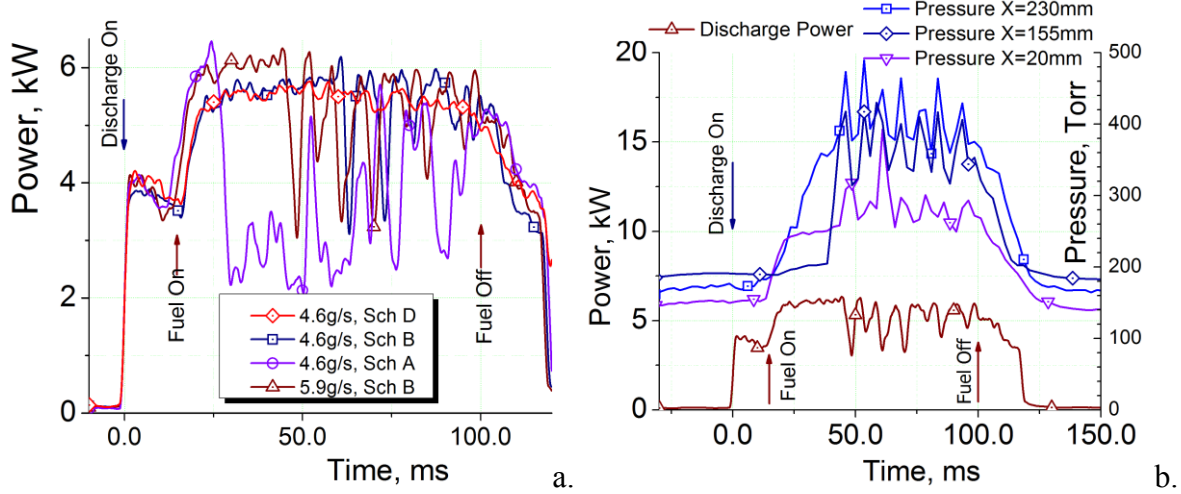 Power, kW
6
4
2
0
0.0
50.0
100.0
Time, ms
Discharge On
Fuel On
Fuel Off
4.6g/s, Sch D
4.6g/s, Sch B
4.6g/s, Sch A
5.9g/s, Sch B
a.
Discharge Power
Pressure X=230mm
Pressure X=155mm
Pressure X=20mm
Power, kW
20
15
10
5
0
Discharge On
Fuel On
Fuel Off
500
400
300
200
100
0
Pressure, Torr
0.0
50.0
100.0
150.0
Time, ms
b.